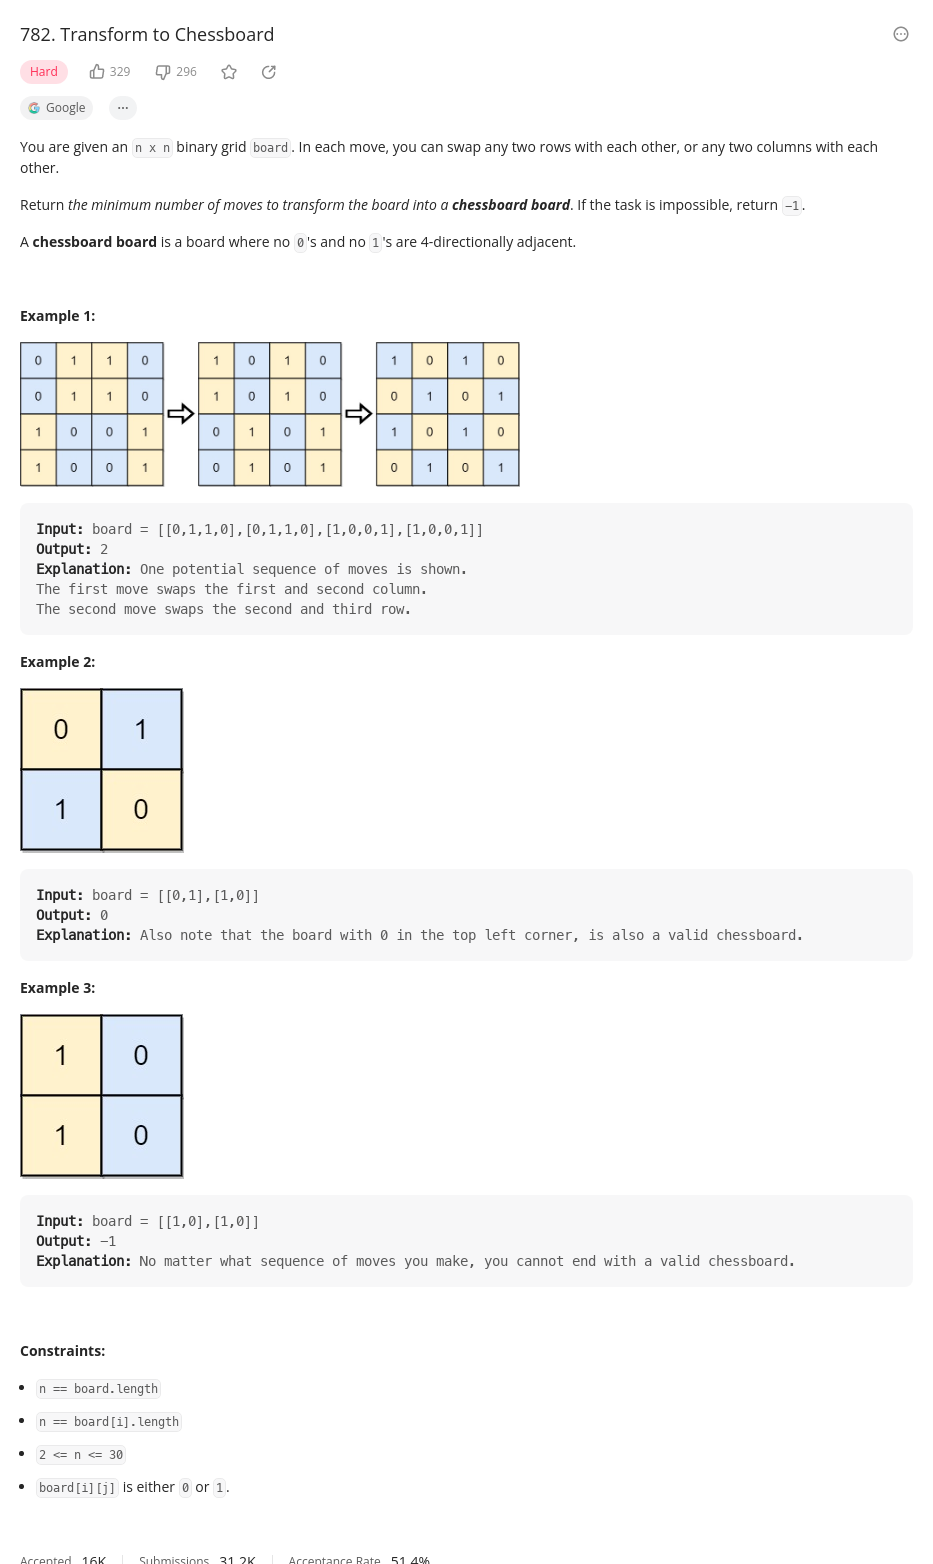 782. Transform to Chessboard
Hard 329 296
Google ...
You are given an n x n binary grid board. In each move, you can swap any two rows with each other, or any two columns with each
other.
Return the minimum number of moves to transform the board into a chessboard board. If the task is impossible, return -1.
A chessboard board is a board where no 0's and no 1's are 4-directionally adjacent.
Example 1:
0 1 1 0 1 0 1 0 1 0 1 0
0 1 1 0 1 0 1 0 0 1 0 1
1 0 0 1 0 1 0 1 1 0 1 0
1 0 0 1 0 1 0 1 0 1 0 1
Input: board = [[0,1,1,0],[0,1,1,0],[1,0,0,1],[1,0,0,1]]
Output: 2
Explanation: One potential sequence of moves is shown.
The first move swaps the first and second column.
The second move swaps the second and third row.
Example 2:
0 1
1 0
Input: board = [[0,1],[1,0]]
Output: 0
Explanation: Also note that the board with 0 in the top left corner, is also a valid chessboard.
Example 3:
1 0
1 0
Input: board = [[1,0],[1,0]]
Output: -1
Explanation: No matter what sequence of moves you make, you cannot end with a valid chessboard.
Constraints:
• n == board.length
• n == board[i].length
• 2 <= n <= 30
• board[i][j] is either 0 or 1.
Accepted 16K Submissions 31.2K Acceptance Rate 51.4%